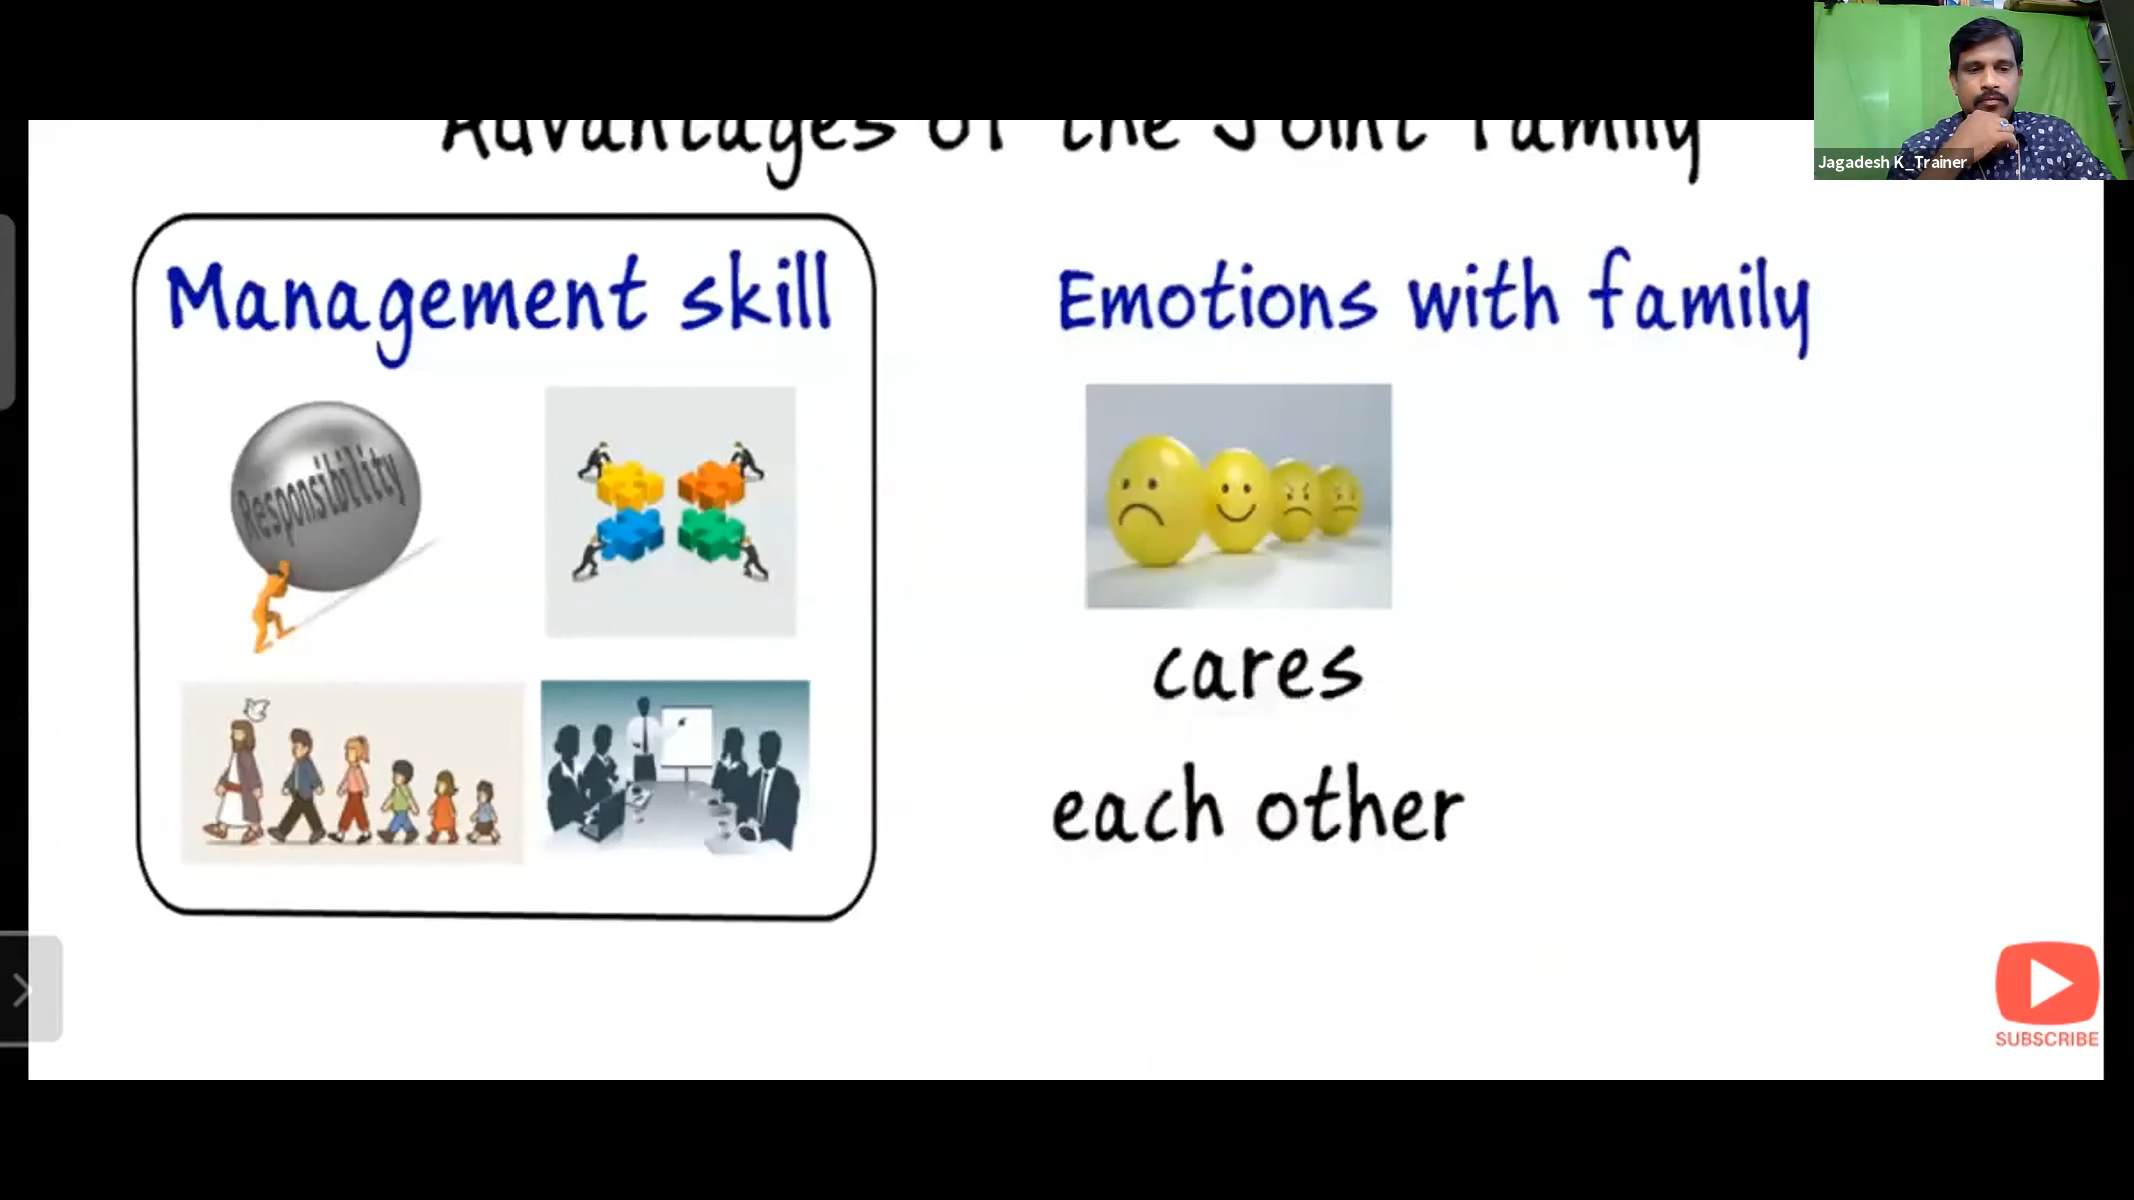 Advantages of the Joint family
Jagadesh K_Trainer
Management skill
Emotions with family
Responsibility
cares
each other
SUBSCRIBE